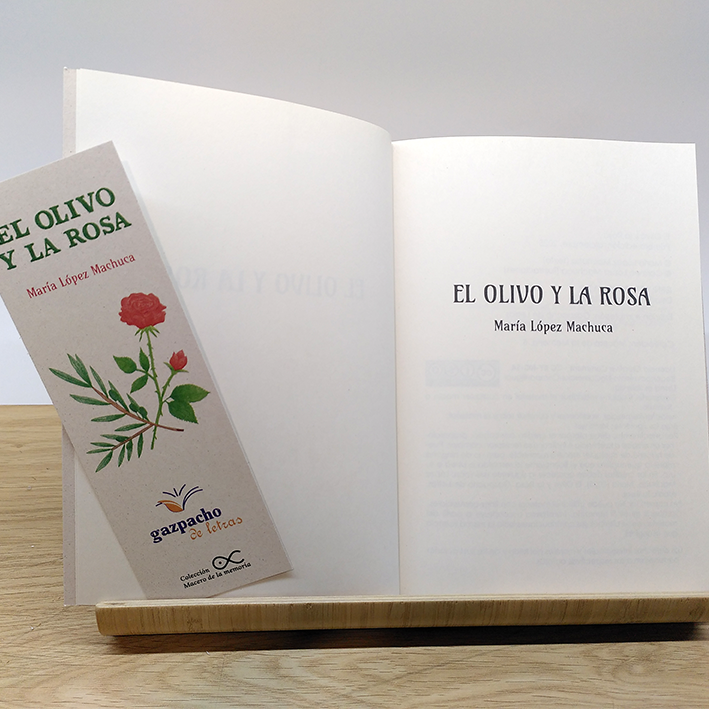 EL OLIVO
Y LA ROSA
María López Machuca
gazpacho
de letras
Colección
Macero de la memoria
EL OLIVO Y LA ROSA
María López Machuca